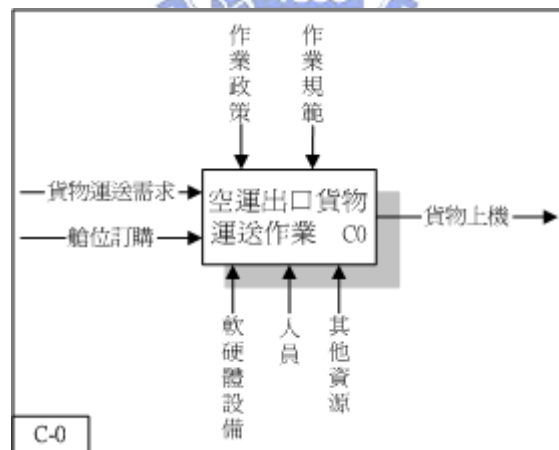 作業政策
作業規範
貨物運送需求
艙位訂購
空運出口貨物
運送作業 C0
貨物上機
軟硬體設備
人員
其他資源
C-0